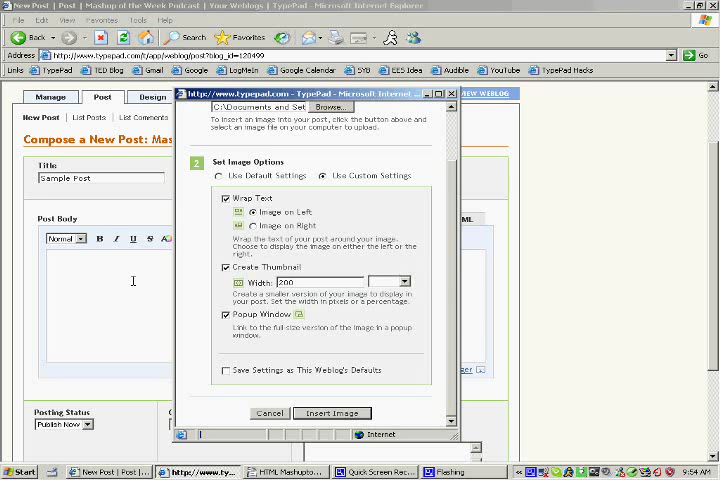 New Post | Post | Mashup of the Week Podcast | Your Weblogs | TypePad - Microsoft Internet Explorer
File Edit View Favorites Tools Help
Back Search Favorites
Address http://www.typepad.com/t/app/weblog/post?blog_id=128499 Go
Links TypePad TED Blog Gmail Google LogMeIn Google Calendar SYB EE5 Idea Audible YouTube TypePad Hacks
Manage Post Design
VIEW WEBLOG
New Post | List Posts | List Comments
Compose a New Post: Mas
Title
Sample Post
Post Body
Normal B I U S A
Posting Status
Publish Now
http://www.typepad.com - TypePad - Microsoft Internet ...
C:\Documents and Set Browse...
To insert an image into your post, click the button above and
select an image file on your computer to upload.
2 Set Image Options
Use Default Settings Use Custom Settings
Wrap Text
Image on Left
Image on Right
Wrap the text of your post around your image.
Choose to display the image on either the left or the
right.
Create Thumbnail
Width: 200
Create a smaller version of your image to display in
your post. Set the width in pixels or a percentage.
Popup Window
Link to the full-size version of the image in a popup
window.
Save Settings as This Weblog's Defaults
Cancel Insert Image
Internet
Start New Post | Post |... http://www.ty... HTML Mashupto... Quick Screen Rec... Flashing 9:54 AM